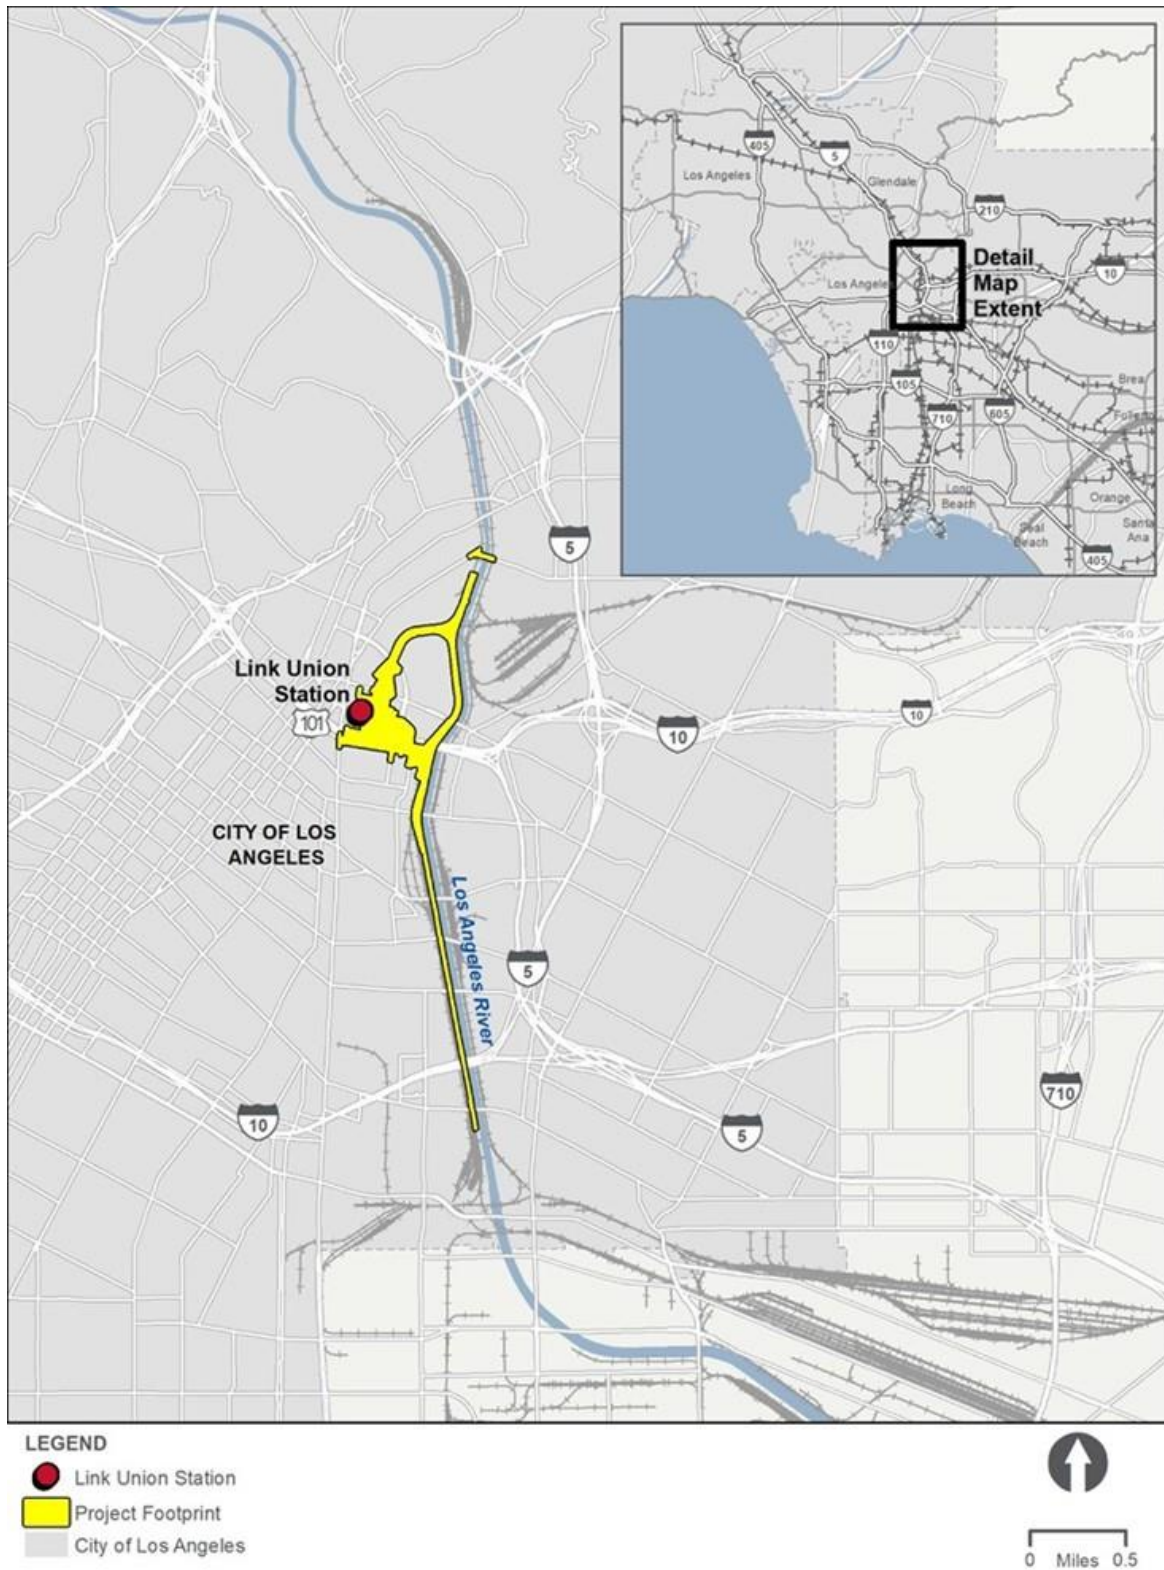 405
5
Los Angeles
Glendale
210
Detail
Map
Extent
10
Los Angeles
110
105
Brea
710
605
Long
Beach
Orange
Seal
Beach
Santa
Ana
405
5
Link Union
Station
101
10
10
CITY OF LOS
ANGELES
Los Angeles River
5
10
5
710
LEGEND
Link Union Station
Project Footprint
City of Los Angeles
0 Miles 0.5